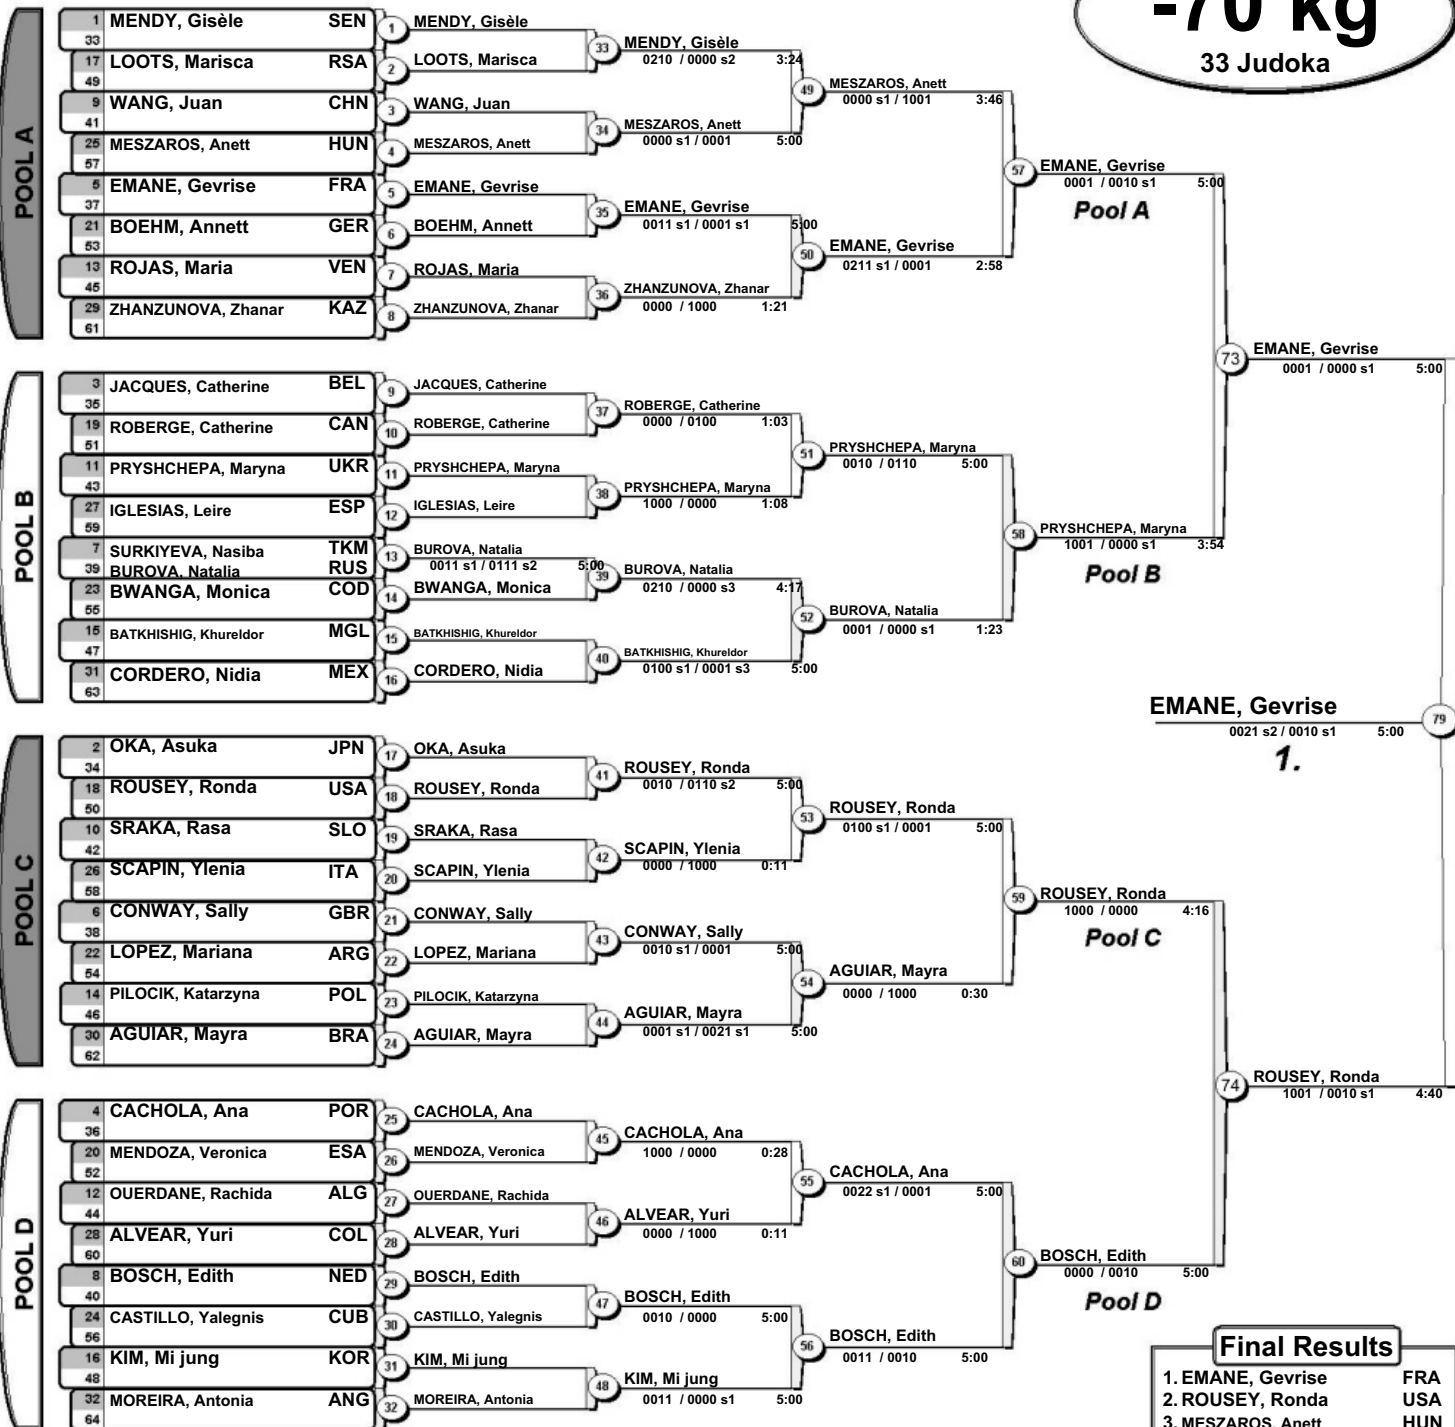 -70 kg
33 Judoka
POOL A
1 MENDY, Gisèle SEN
33
17 LOOTS, Marisca RSA
49
9 WANG, Juan CHN
41
25 MESZAROS, Anett HUN
57
5 EMANE, Gevrise FRA
37
21 BOEHM, Annett GER
53
13 ROJAS, Maria VEN
45
29 ZHANZUNOVA, Zhanar KAZ
61
1 MENDY, Gisèle
2 LOOTS, Marisca
3 WANG, Juan
4 MESZAROS, Anett
5 EMANE, Gevrise
6 BOEHM, Annett
7 ROJAS, Maria
8 ZHANZUNOVA, Zhanar
33 MENDY, Gisèle
0210 / 0000 s2 3:24
34 MESZAROS, Anett
0000 s1 / 0001 5:00
35 EMANE, Gevrise
0011 s1 / 0001 s1 5:00
36 ZHANZUNOVA, Zhanar
0000 / 1000 1:21
49 MESZAROS, Anett
0000 s1 / 1001 3:46
50 EMANE, Gevrise
0211 s1 / 0001 2:58
57 EMANE, Gevrise
0001 / 0010 s1 5:00
Pool A
POOL B
3 JACQUES, Catherine BEL
35
19 ROBERGE, Catherine CAN
51
11 PRYSHCHEPA, Maryna UKR
43
27 IGLESIAS, Leire ESP
59
7 SURKIYEVA, Nasiba TKM
39 BUROVA, Natalia RUS
23 BWANGA, Monica COD
55
15 BATKHISHIG, Khureldor MGL
47
31 CORDERO, Nidia MEX
63
9 JACQUES, Catherine
10 ROBERGE, Catherine
11 PRYSHCHEPA, Maryna
12 IGLESIAS, Leire
13 BUROVA, Natalia
0011 s1 / 0111 s2 5:00
14 BWANGA, Monica
15 BATKHISHIG, Khureldor
16 CORDERO, Nidia
37 ROBERGE, Catherine
0000 / 0100 1:03
38 PRYSHCHEPA, Maryna
1000 / 0000 1:08
39 BUROVA, Natalia
0210 / 0000 s3 4:17
40 BATKHISHIG, Khureldor
0100 s1 / 0001 s3 5:00
51 PRYSHCHEPA, Maryna
0010 / 0110 5:00
52 BUROVA, Natalia
0001 / 0000 s1 1:23
58 PRYSHCHEPA, Maryna
1001 / 0000 s1 3:54
Pool B
73 EMANE, Gevrise
0001 / 0000 s1 5:00
EMANE, Gevrise 79
0021 s2 / 0010 s1 5:00
1.
POOL C
2 OKA, Asuka JPN
34
18 ROUSEY, Ronda USA
50
10 SRAKA, Rasa SLO
42
26 SCAPIN, Ylenia ITA
58
6 CONWAY, Sally GBR
38
22 LOPEZ, Mariana ARG
54
14 PILOCIK, Katarzyna POL
46
30 AGUIAR, Mayra BRA
62
17 OKA, Asuka
18 ROUSEY, Ronda
19 SRAKA, Rasa
20 SCAPIN, Ylenia
21 CONWAY, Sally
22 LOPEZ, Mariana
23 PILOCIK, Katarzyna
24 AGUIAR, Mayra
41 ROUSEY, Ronda
0010 / 0110 s2 5:00
42 SCAPIN, Ylenia
0000 / 1000 0:11
43 CONWAY, Sally
0010 s1 / 0001 5:00
44 AGUIAR, Mayra
0001 s1 / 0021 s1 5:00
53 ROUSEY, Ronda
0100 s1 / 0001 5:00
54 AGUIAR, Mayra
0000 / 1000 0:30
59 ROUSEY, Ronda
1000 / 0000 4:16
Pool C
POOL D
4 CACHOLA, Ana POR
36
20 MENDOZA, Veronica ESA
52
12 OUERDANE, Rachida ALG
44
28 ALVEAR, Yuri COL
60
8 BOSCH, Edith NED
40
24 CASTILLO, Yalegnis CUB
56
16 KIM, Mi jung KOR
48
32 MOREIRA, Antonia ANG
64
25 CACHOLA, Ana
26 MENDOZA, Veronica
27 OUERDANE, Rachida
28 ALVEAR, Yuri
29 BOSCH, Edith
30 CASTILLO, Yalegnis
31 KIM, Mi jung
32 MOREIRA, Antonia
45 CACHOLA, Ana
1000 / 0000 0:28
46 ALVEAR, Yuri
0000 / 1000 0:11
47 BOSCH, Edith
0010 / 0000 5:00
48 KIM, Mi jung
0011 / 0000 s1 5:00
55 CACHOLA, Ana
0022 s1 / 0001 5:00
56 BOSCH, Edith
0011 / 0010 5:00
60 BOSCH, Edith
0000 / 0010 5:00
Pool D
74 ROUSEY, Ronda
1001 / 0010 s1 4:40
Final Results
1. EMANE, Gevrise FRA
2. ROUSEY, Ronda USA
3. MESZAROS, Anett HUN